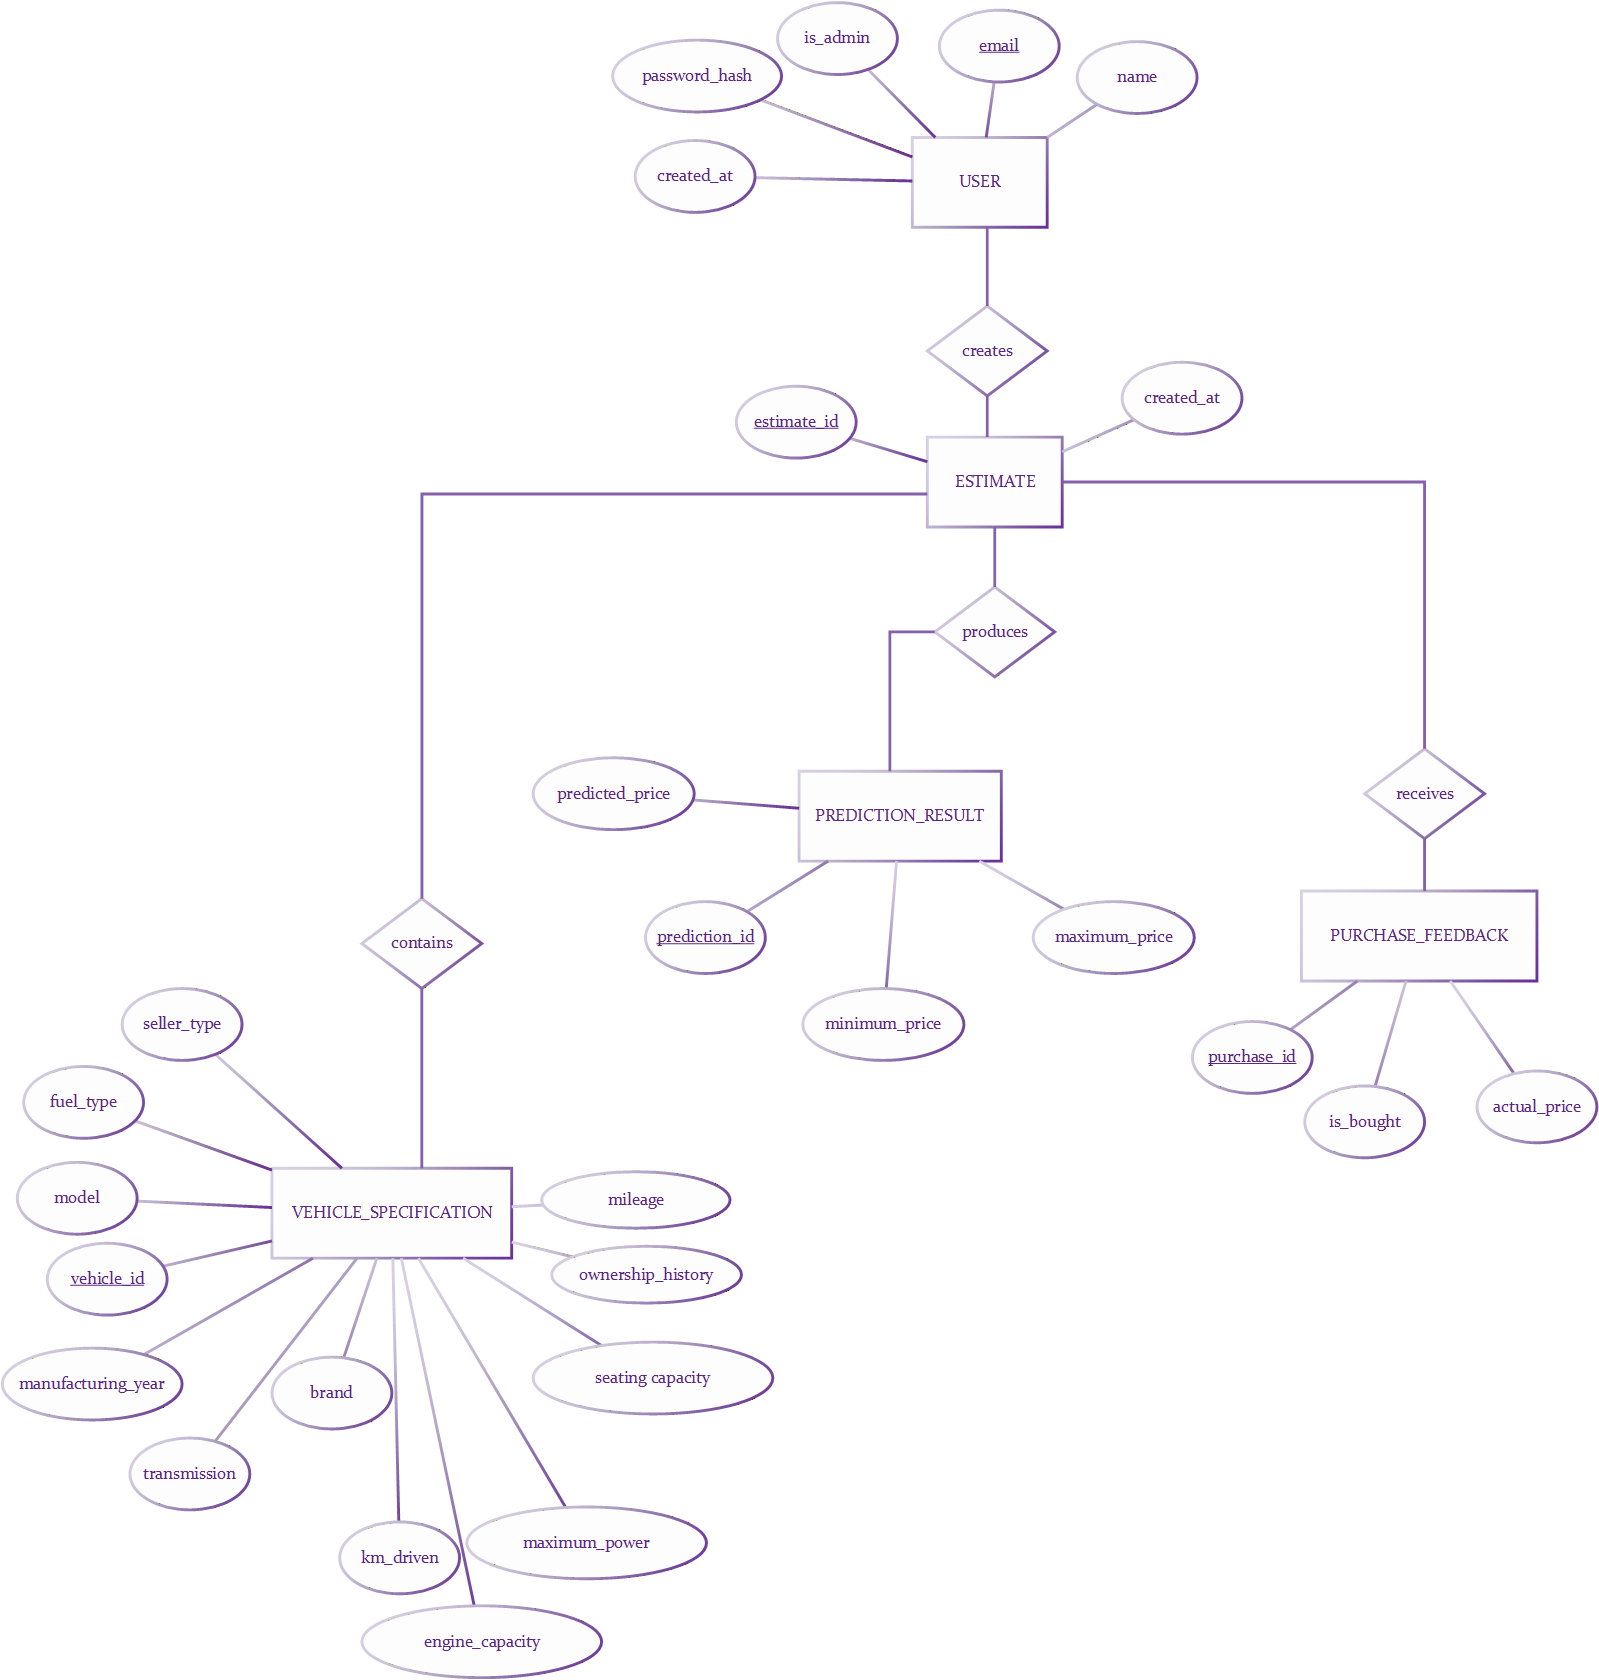 is_admin
email
password_hash
name
created_at
USER
creates
created_at
estimate_id
ESTIMATE
produces
predicted_price
receives
PREDICTION_RESULT
prediction_id
maximum_price
PURCHASE_FEEDBACK
contains
seller_type
minimum_price
purchase_id
fuel_type
actual_price
is_bought
model
mileage
VEHICLE_SPECIFICATION
vehicle_id
ownership_history
manufacturing_year
seating capacity
brand
transmission
maximum_power
km_driven
engine_capacity